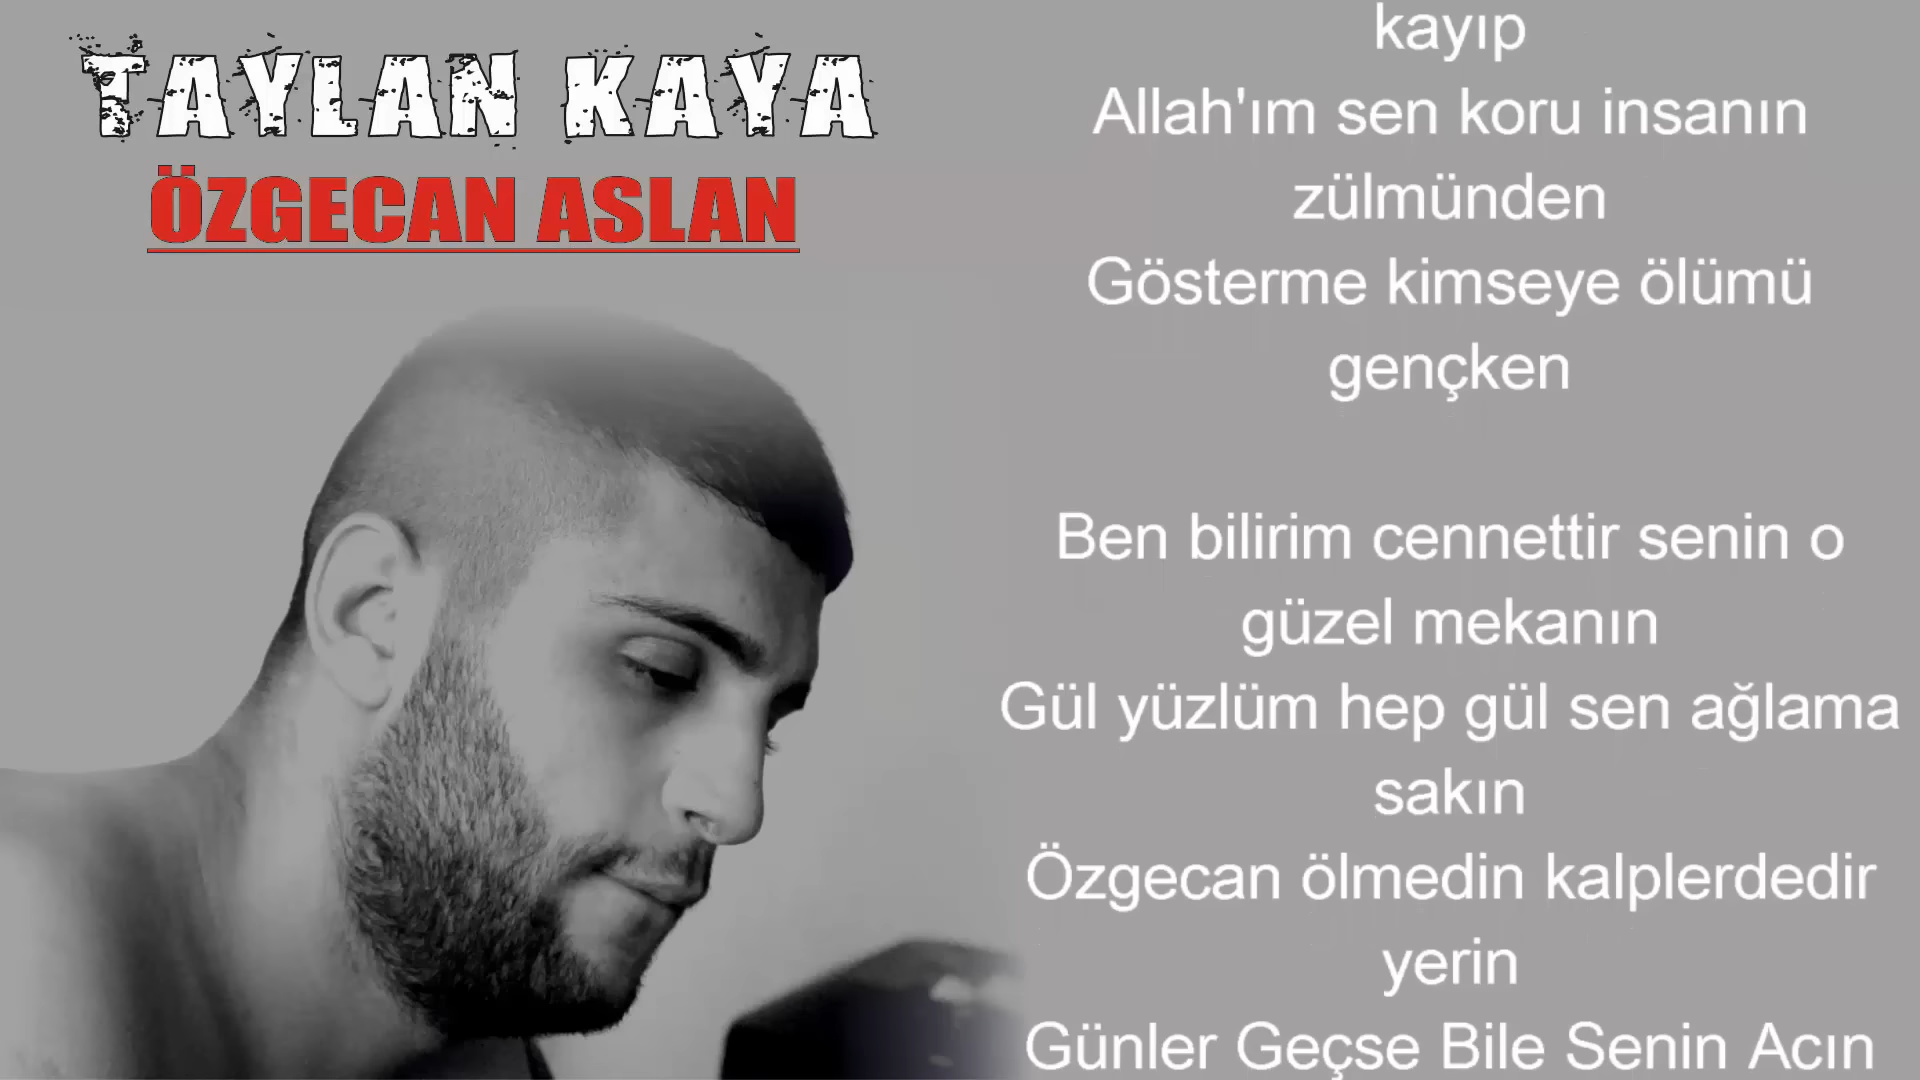 TAYLAN KAYA
ÖZGECAN ASLAN
kayıp
Allah'ım sen koru insanın
zülmünden
Gösterme kimseye ölümü
gençken
Ben bilirim cennettir senin o
güzel mekanın
Gül yüzlüm hep gül sen ağlama
sakın
Özgecan ölmedin kalplerdedir
yerin
Günler Geçse Bile Senin Acın